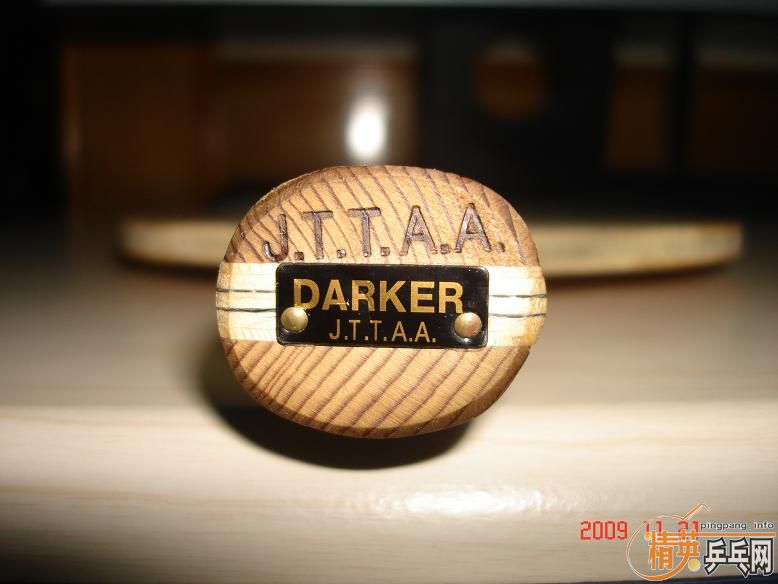 J.T.T.A.A.
DARKER
J.T.T.A.A.
2009 11 21
pingpang.info
精英乒乓网